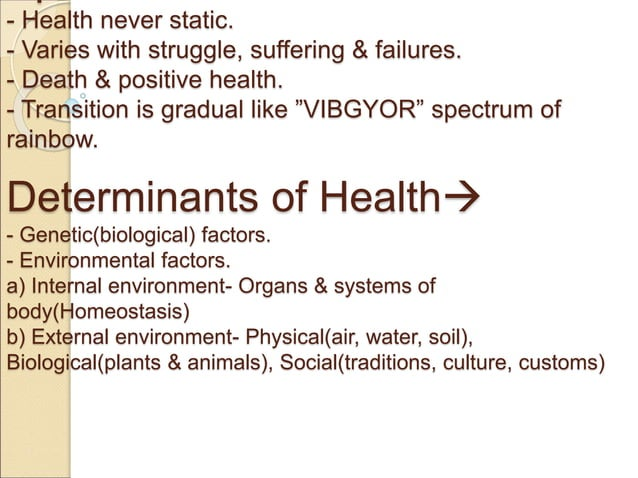 - Health never static.
- Varies with struggle, suffering & failures.
- Death & positive health.
- Transition is gradual like ”VIBGYOR” spectrum of
rainbow.
Determinants of Health→
- Genetic(biological) factors.
- Environmental factors.
a) Internal environment- Organs & systems of
body(Homeostasis)
b) External environment- Physical(air, water, soil),
Biological(plants & animals), Social(traditions, culture, customs)